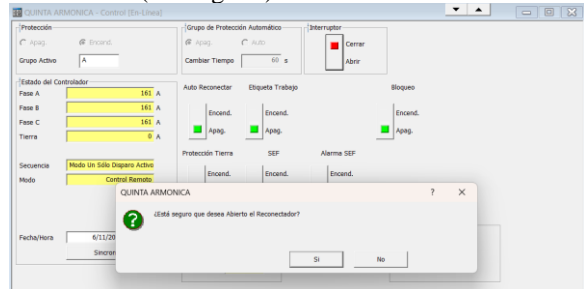 QUINTA ARMONICA - Control [En-Linea]
Protección
Apag.
Encend.
Grupo Activo
A
Grupo de Protección Automático
Apag.
Auto
Cambiar Tiempo
60 s
Interruptor
Cerrar
Abrir
Estado del Controlador
Fase A
161 A
Fase B
161 A
Fase C
161 A
Tierra
0 A
Secuencia
Modo Un Sólo Disparo Activo
Modo
Control Remoto
Auto Reconectar
Encend.
Apag.
Etiqueta Trabajo
Encend.
Apag.
Bloqueo
Encend.
Apag.
Protección Tierra
Encend.
SEF
Encend.
Alarma SEF
Encend.
QUINTA ARMONICA
? X
¿Está seguro que desea Abierto el Reconectador?
Si
No
Fecha/Hora
6/11/20